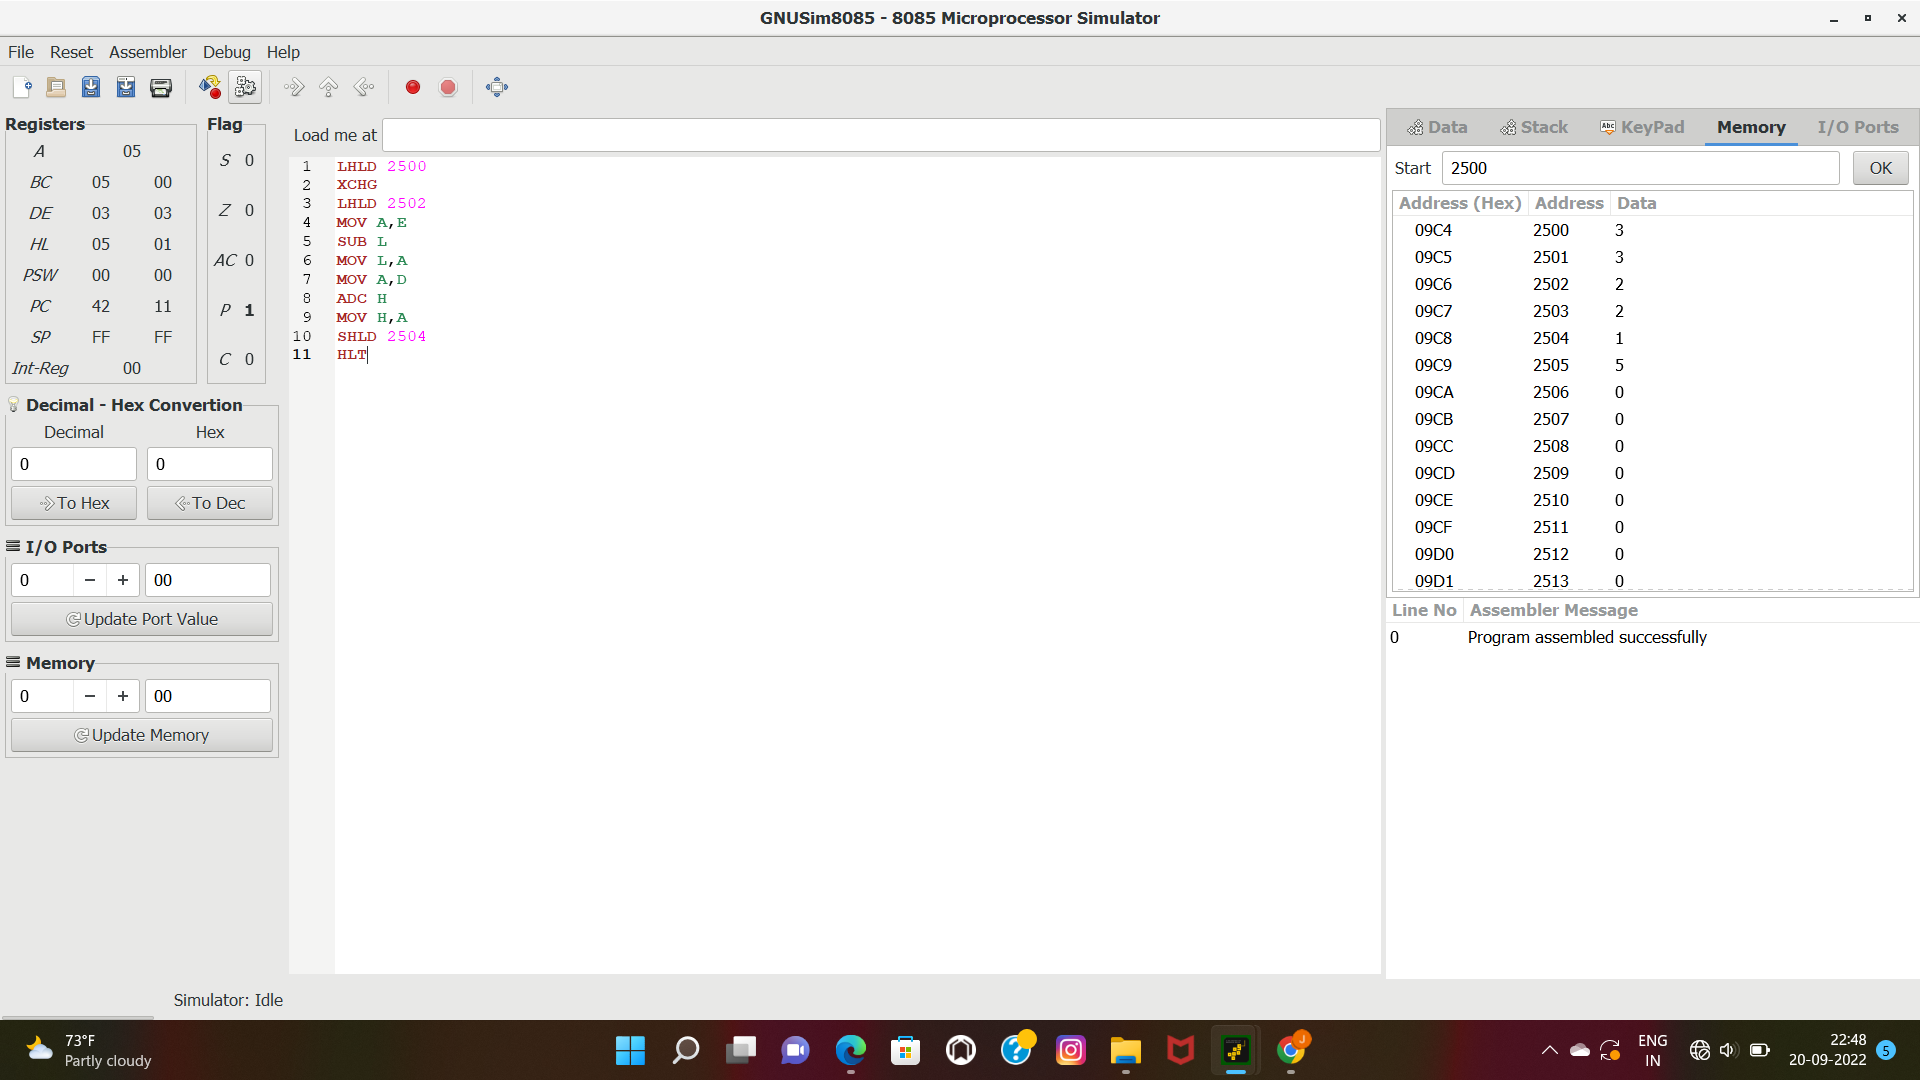 GNUSim8085 - 8085 Microprocessor Simulator
File Reset Assembler Debug Help
Registers
A 05
BC 05 00
DE 03 03
HL 05 01
PSW 00 00
PC 42 11
SP FF FF
Int-Reg 00
Flag
S 0
Z 0
AC 0
P 1
C 0
Decimal - Hex Convertion
Decimal Hex
0 0
To Hex To Dec
I/O Ports
0 − + 00
Update Port Value
Memory
0 − + 00
Update Memory
Load me at
1 LHLD 2500
2 XCHG
3 LHLD 2502
4 MOV A,E
5 SUB L
6 MOV L,A
7 MOV A,D
8 ADC H
9 MOV H,A
10 SHLD 2504
11 HLT
Data Stack Abc KeyPad Memory I/O Ports
Start 2500 OK
Address (Hex) Address Data
09C4 2500 3
09C5 2501 3
09C6 2502 2
09C7 2503 2
09C8 2504 1
09C9 2505 5
09CA 2506 0
09CB 2507 0
09CC 2508 0
09CD 2509 0
09CE 2510 0
09CF 2511 0
09D0 2512 0
09D1 2513 0
Line No Assembler Message
0 Program assembled successfully
Simulator: Idle
73°F
Partly cloudy
J
ENG
IN
22:48
20-09-2022
5